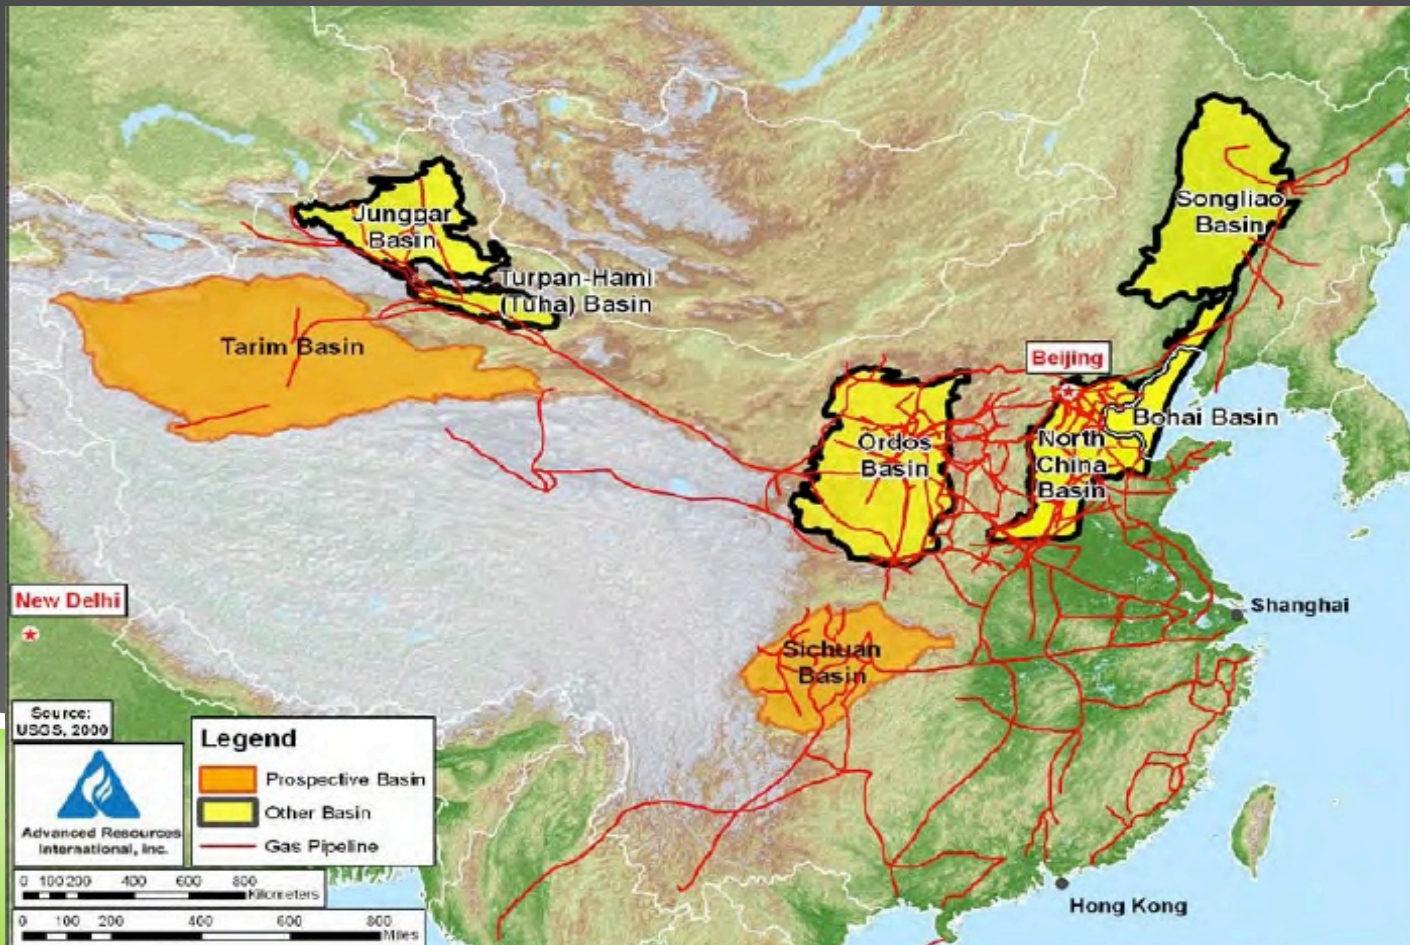 Songliao
Basin
Junggar
Basin
Turpan-Hami
(Tuha) Basin
Tarim Basin
Beijing
Bohai Basin
Ordos
Basin
North
China
Basin
New Delhi
Shanghai
Sichuan
Basin
Source:
USGS, 2000
Legend
Prospective Basin
Other Basin
Gas Pipeline
Advanced Resources
International, Inc.
0 100 200 400 600 800
Kilometers
0 100 200 400 600 800
Miles
Hong Kong